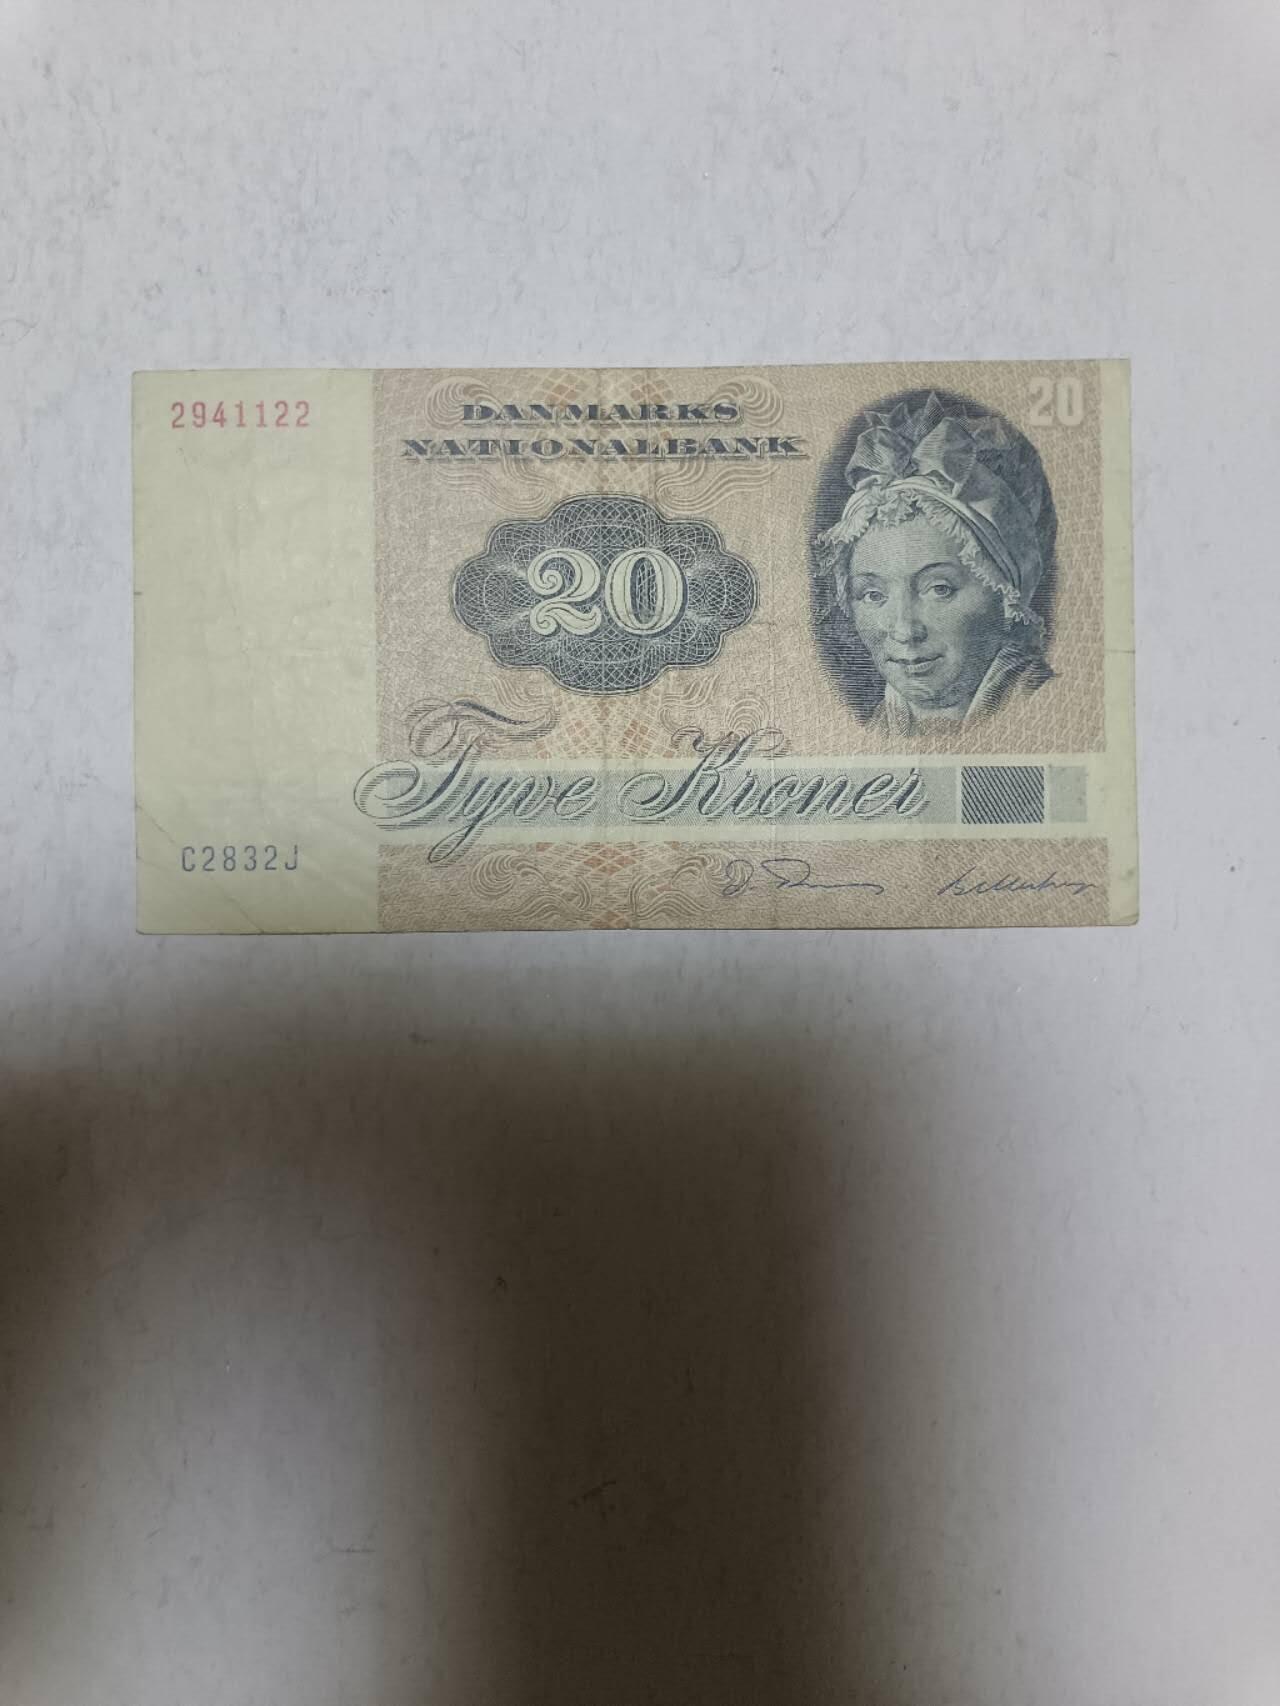 2941122
DANMARKS
NATIONALBANK
20
20
Tyve Kroner
C2832J